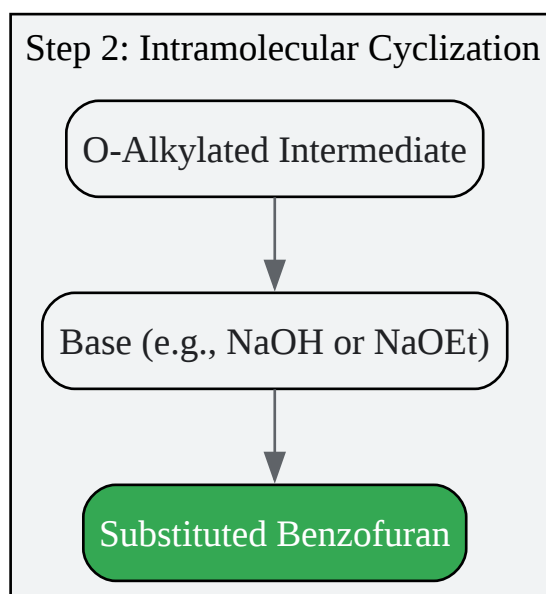 Step 2: Intramolecular Cyclization
O-Alkylated Intermediate
Base (e.g., NaOH or NaOEt)
Substituted Benzofuran